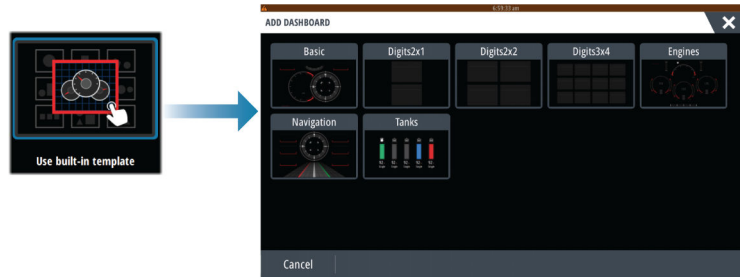 6:59:33 am
ADD DASHBOARD
Basic
Digits2x1
Digits2x2
Digits3x4
Engines
Navigation
Tanks
Use built-in template
Cancel